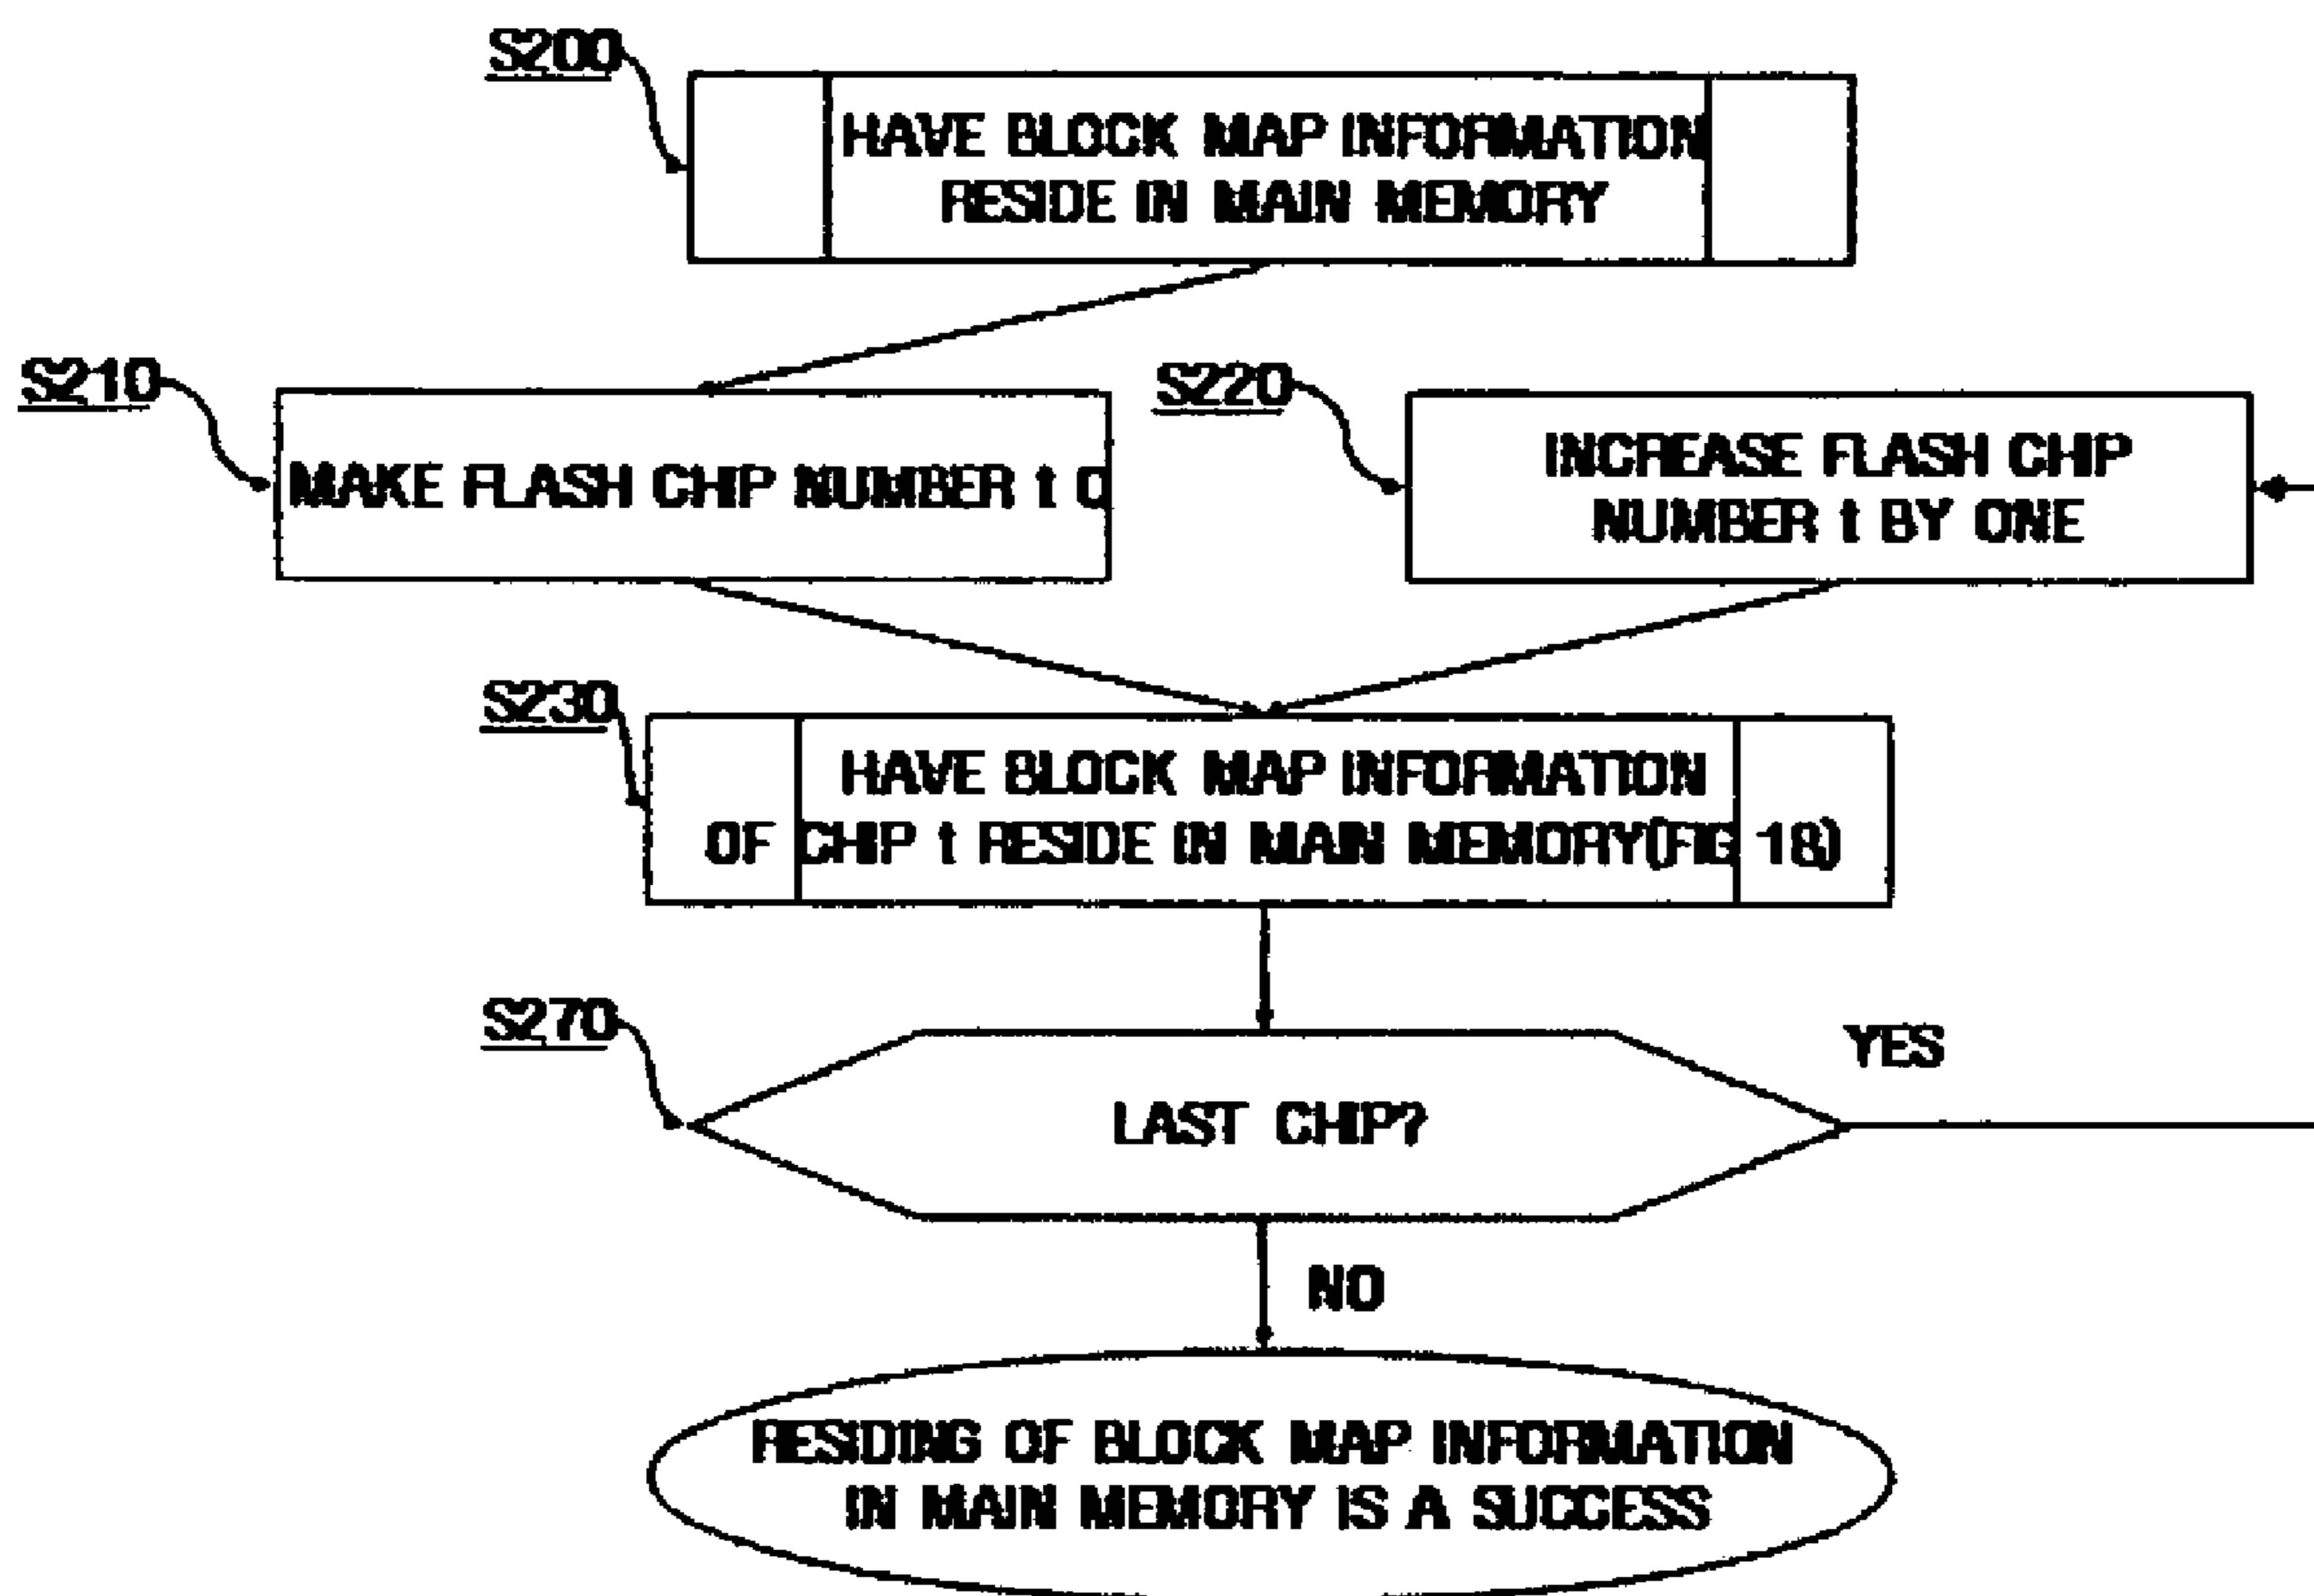 S200
HAVE BLOCK MAP INFORMATION
RESIDE IN MAIN MEMORY
S210
MAKE FLASH CHIP NUMBER t 0
S220
INCREASE FLASH CHIP
NUMBER t BY ONE
S230
HAVE BLOCK MAP INFORMATION
OF CHIP t RESIDE IN MAIN MEMORY(FIG 18)
S270
LAST CHIP?
YES
NO
RESIDING OF BLOCK MAP INFORMATION
IN MAIN MEMORY IS A SUCCESS